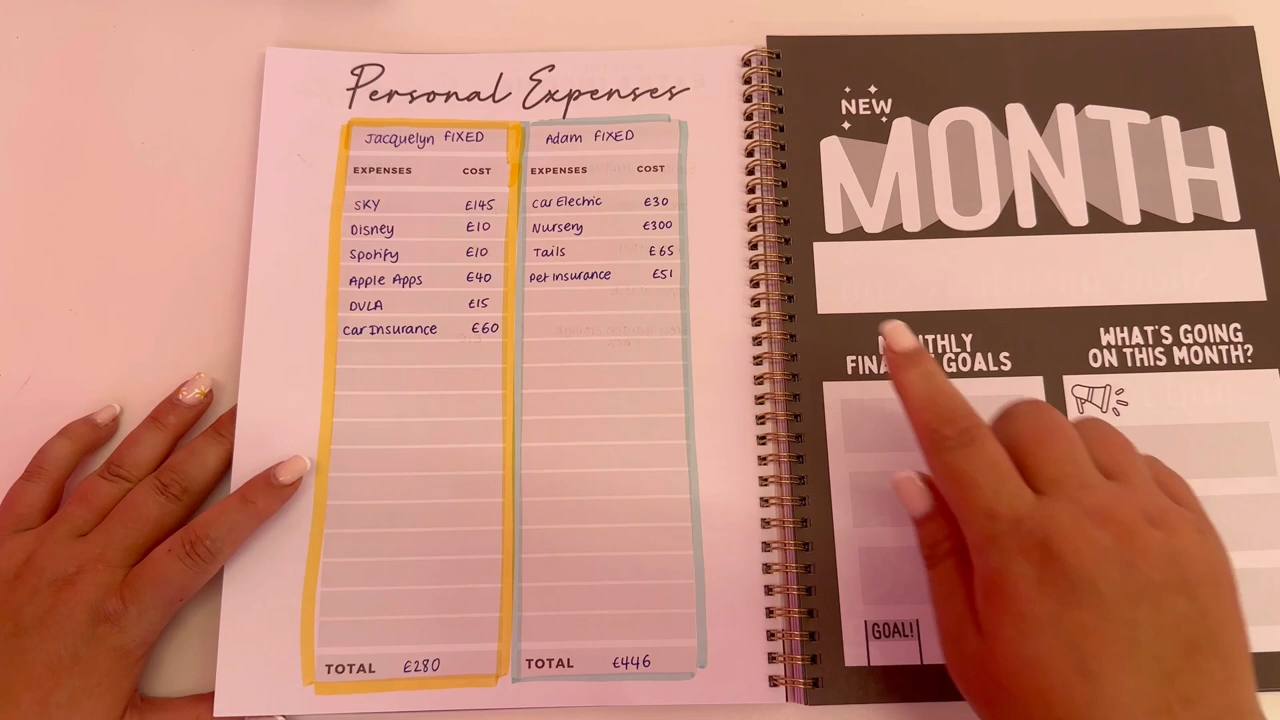 Personal Expenses
Jacquelyn FIXED
EXPENSES COST
SKY £145
Disney £10
Spotify £10
Apple Apps £40
DVLA £15
Car Insurance £60
TOTAL £280
Adam FIXED
EXPENSES COST
Car Electric £30
Nursery £300
Tails £65
Pet Insurance £51
TOTAL £446
NEW
MONTH
MONTHLY
GOALS
GOAL!
WHAT'S GOING
ON THIS MONTH?